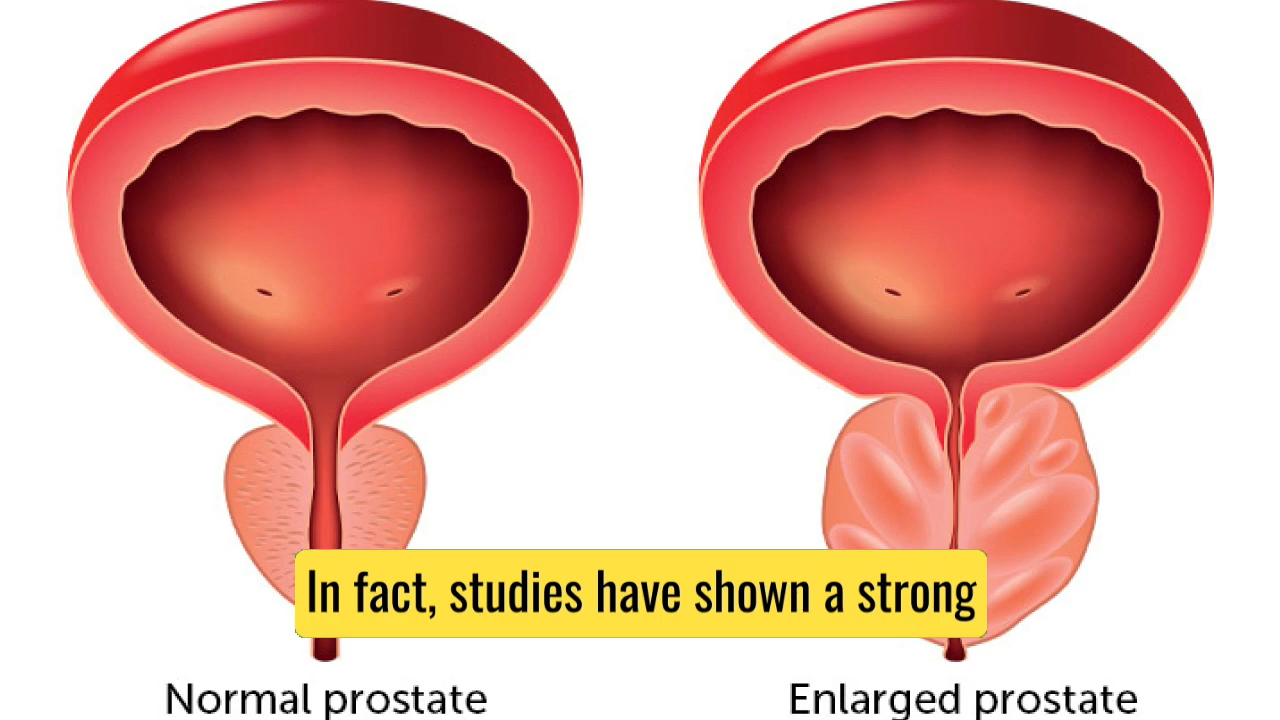 In fact, studies have shown a strong
Normal prostate
Enlarged prostate